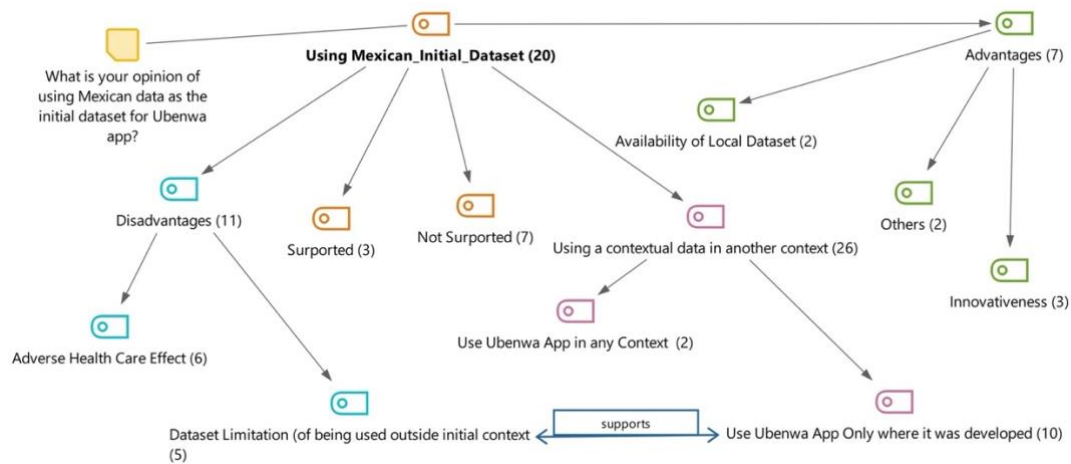 Using Mexican_Initial_Dataset (20)
Advantages (7)
What is your opinion of
using Mexican data as the
initial dataset for Ubenwa
app?
Availability of Local Dataset (2)
Disadvantages (11)
Surported (3)
Not Surported (7)
Using a contextual data in another context (26)
Others (2)
Innovativeness (3)
Use Ubenwa App in any Context (2)
Adverse Health Care Effect (6)
Dataset Limitation (of being used outside initial context
(5)
supports
Use Ubenwa App Only where it was developed (10)